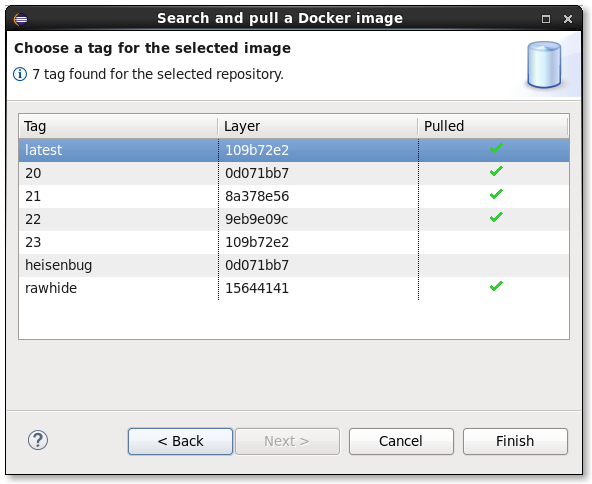 Search and pull a Docker image
Choose a tag for the selected image
7 tag found for the selected repository.
Tag Layer Pulled
latest 109b72e2
20 0d071bb7
21 8a378e56
22 9eb9e09c
23 109b72e2
heisenbug 0d071bb7
rawhide 15644141
? < Back Next > Cancel Finish